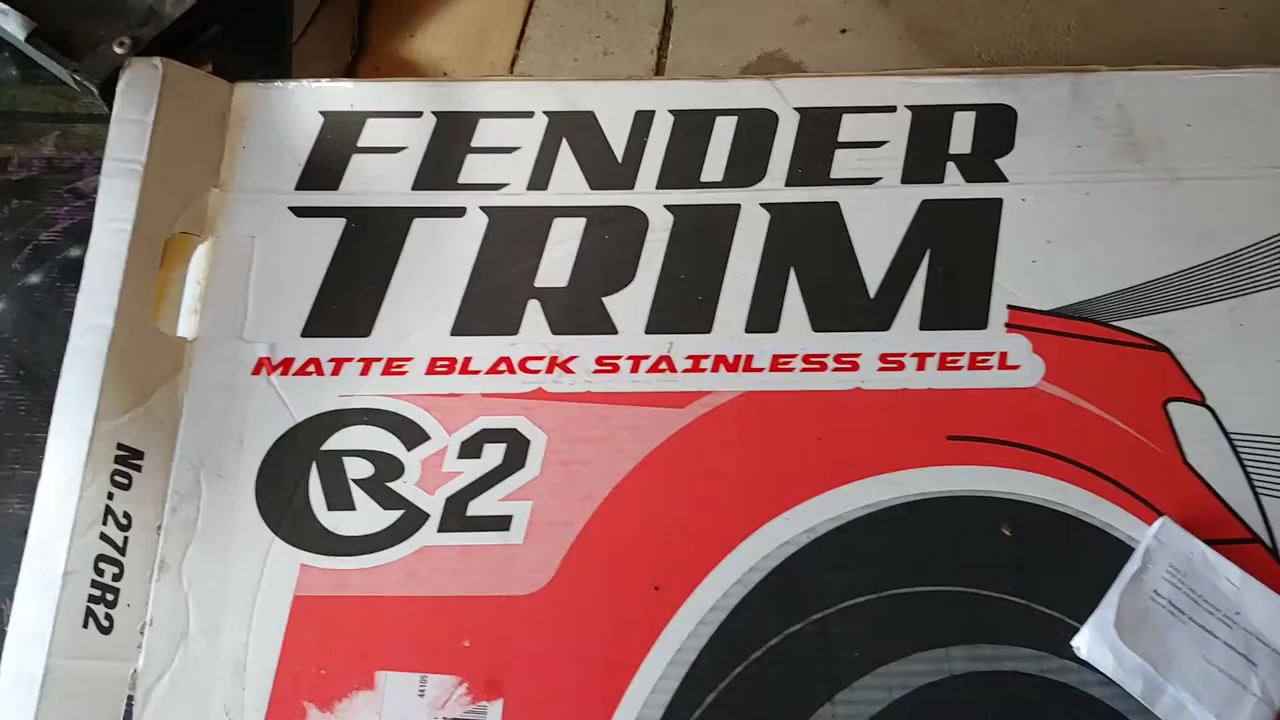 FENDER
TRIM
MATTE BLACK STAINLESS STEEL
CR2
No.27CR2